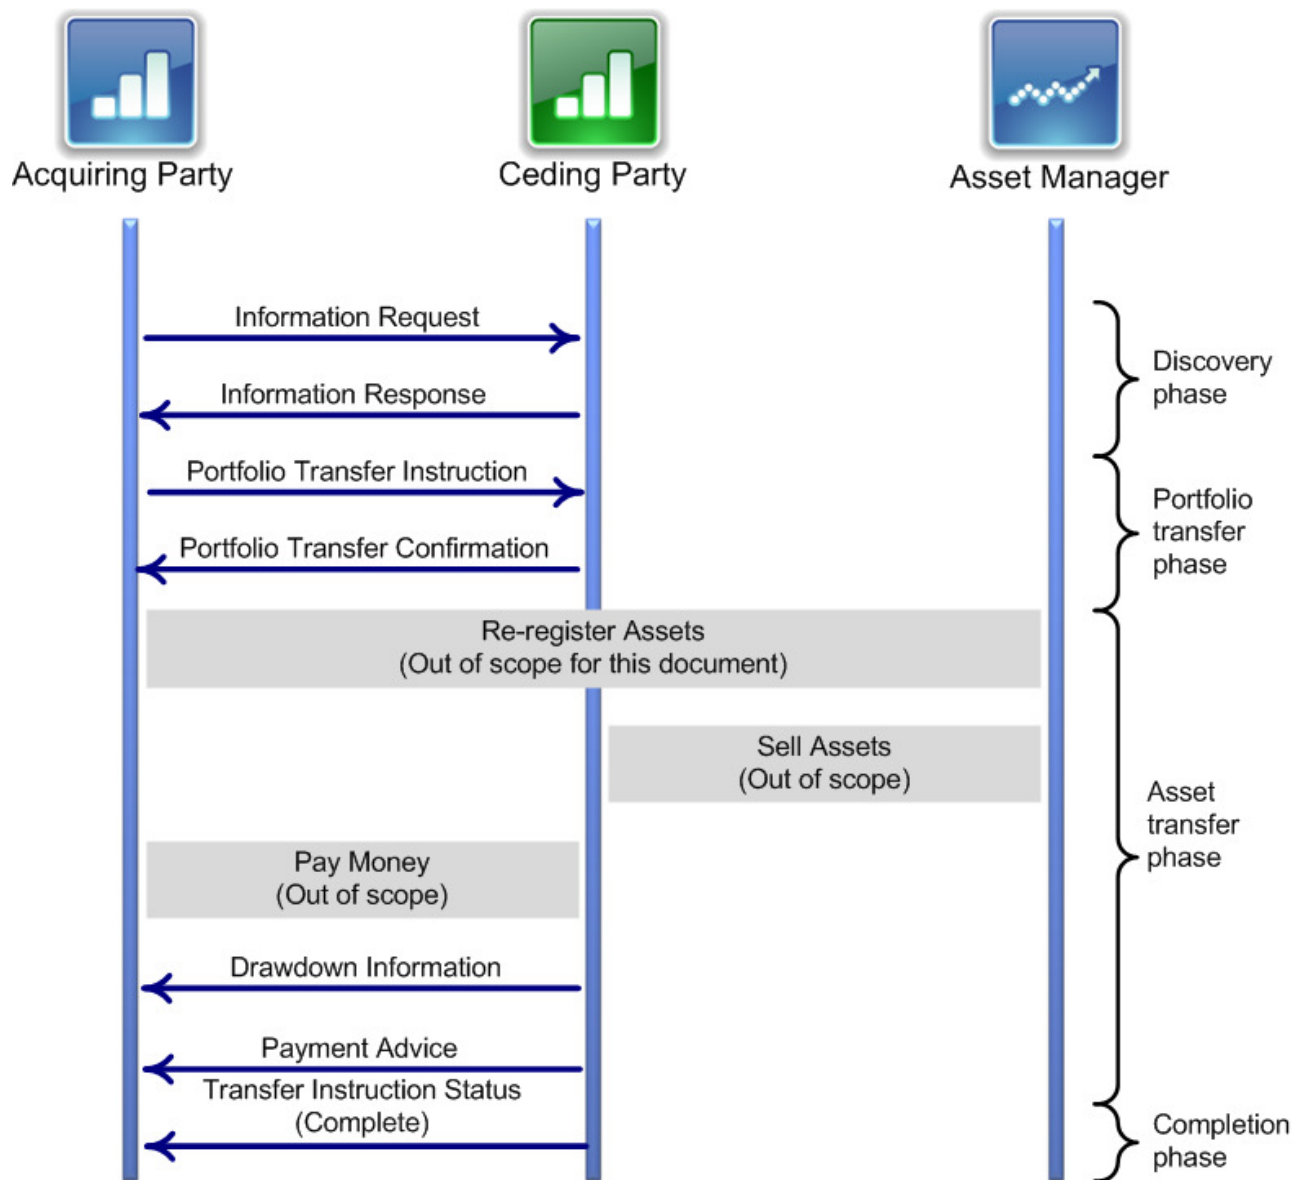 Acquiring Party
Ceding Party
Asset Manager
Information Request
Information Response
Discovery
phase
Portfolio Transfer Instruction
Portfolio Transfer Confirmation
Portfolio
transfer
phase
Re-register Assets
(Out of scope for this document)
Sell Assets
(Out of scope)
Pay Money
(Out of scope)
Drawdown Information
Payment Advice
Asset
transfer
phase
Transfer Instruction Status
(Complete)
Completion
phase